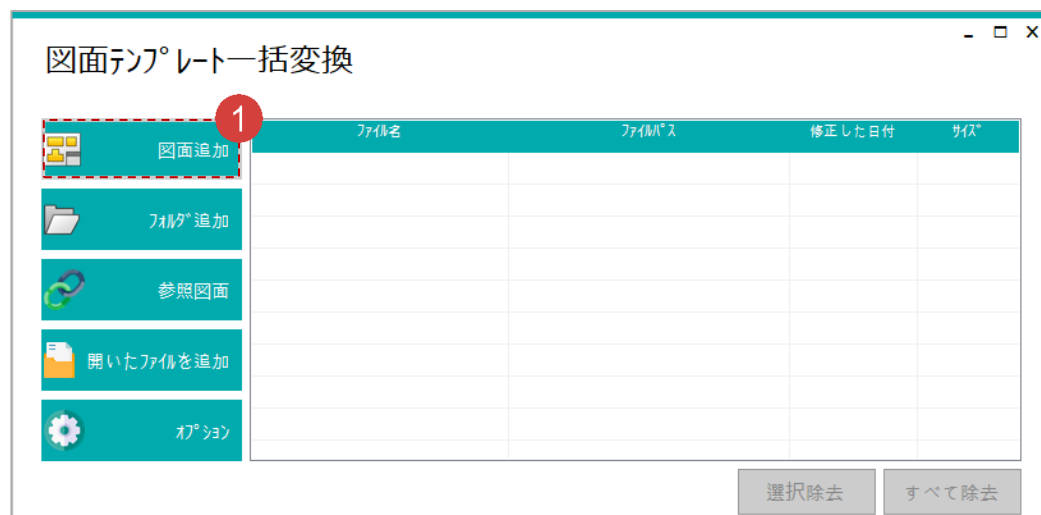 図面ﾃﾝﾌﾟﾚｰﾄ一括変換
1
図面追加
ﾌｧｲﾙ名 ﾌｧｲﾙﾊﾟｽ 修正した日付 ｻｲｽﾞ
ﾌｫﾙﾀﾞ追加
参照図面
開いたﾌｧｲﾙを追加
ｵﾌﾟｼｮﾝ
選択除去 すべて除去